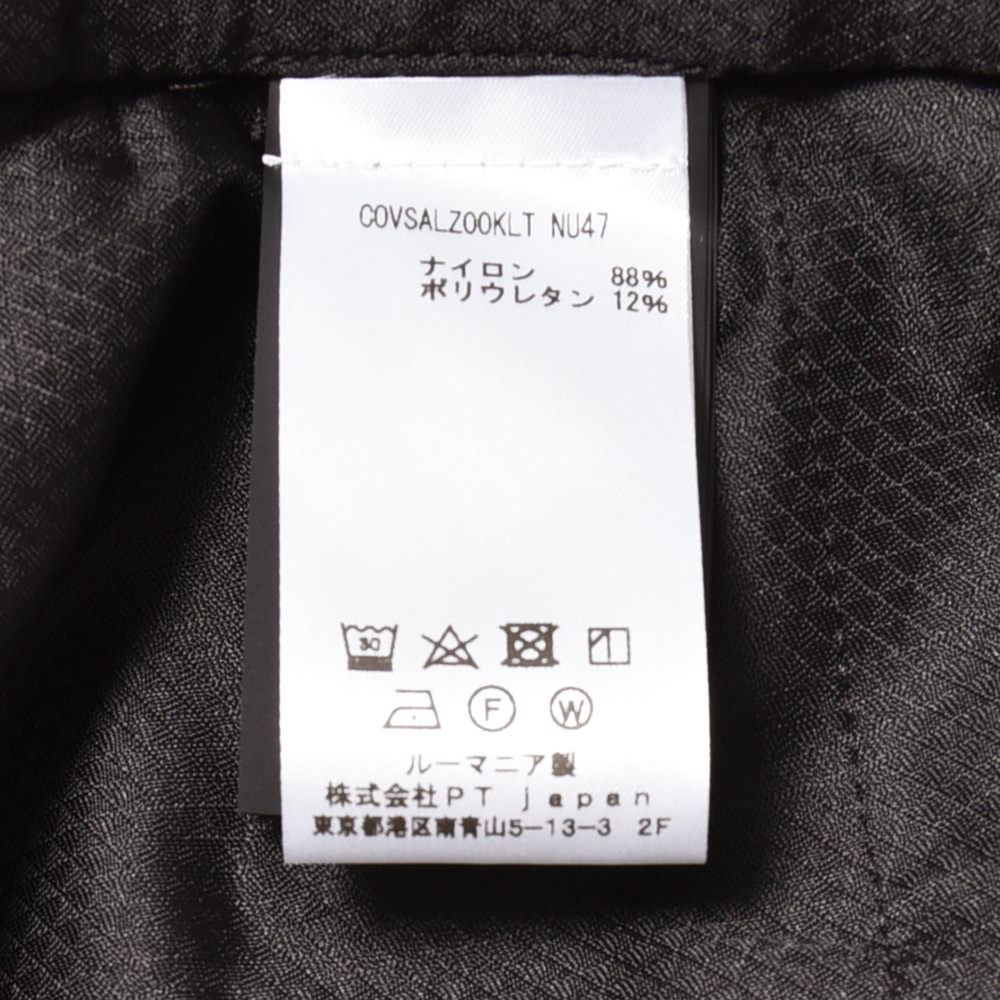 COVSALZ00KLT NU47
ナイロン 88%
ポリウレタン 12%
30
F W
ルーマニア製
株式会社PT japan
東京都港区南青山5-13-3 2F